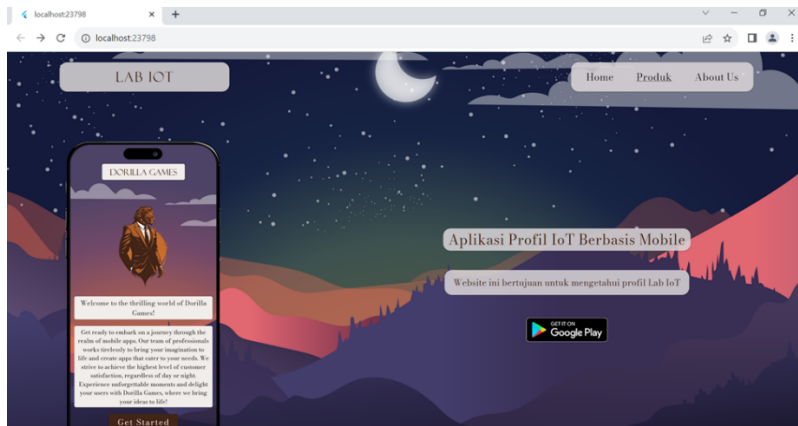 localhost:23798
localhost:23798
LAB IOT
Home Produk About Us
DORILLA GAMES
Welcome to the thrilling world of Dorilla
Games!
Get ready to embark on a journey through the
realm of mobile apps. Our team of professionals
works tirelessly to bring your imagination to
life and create apps that cater to your needs. We
strive to achieve the highest level of customer
satisfaction, regardless of day or night.
Experience unforgettable moments and delight
your users with Dorilla Games, where we bring
your ideas to life!
Get Started
Aplikasi Profil IoT Berbasis Mobile
Website ini bertujuan untuk mengetahui profil Lab IoT
GET IT ON
Google Play